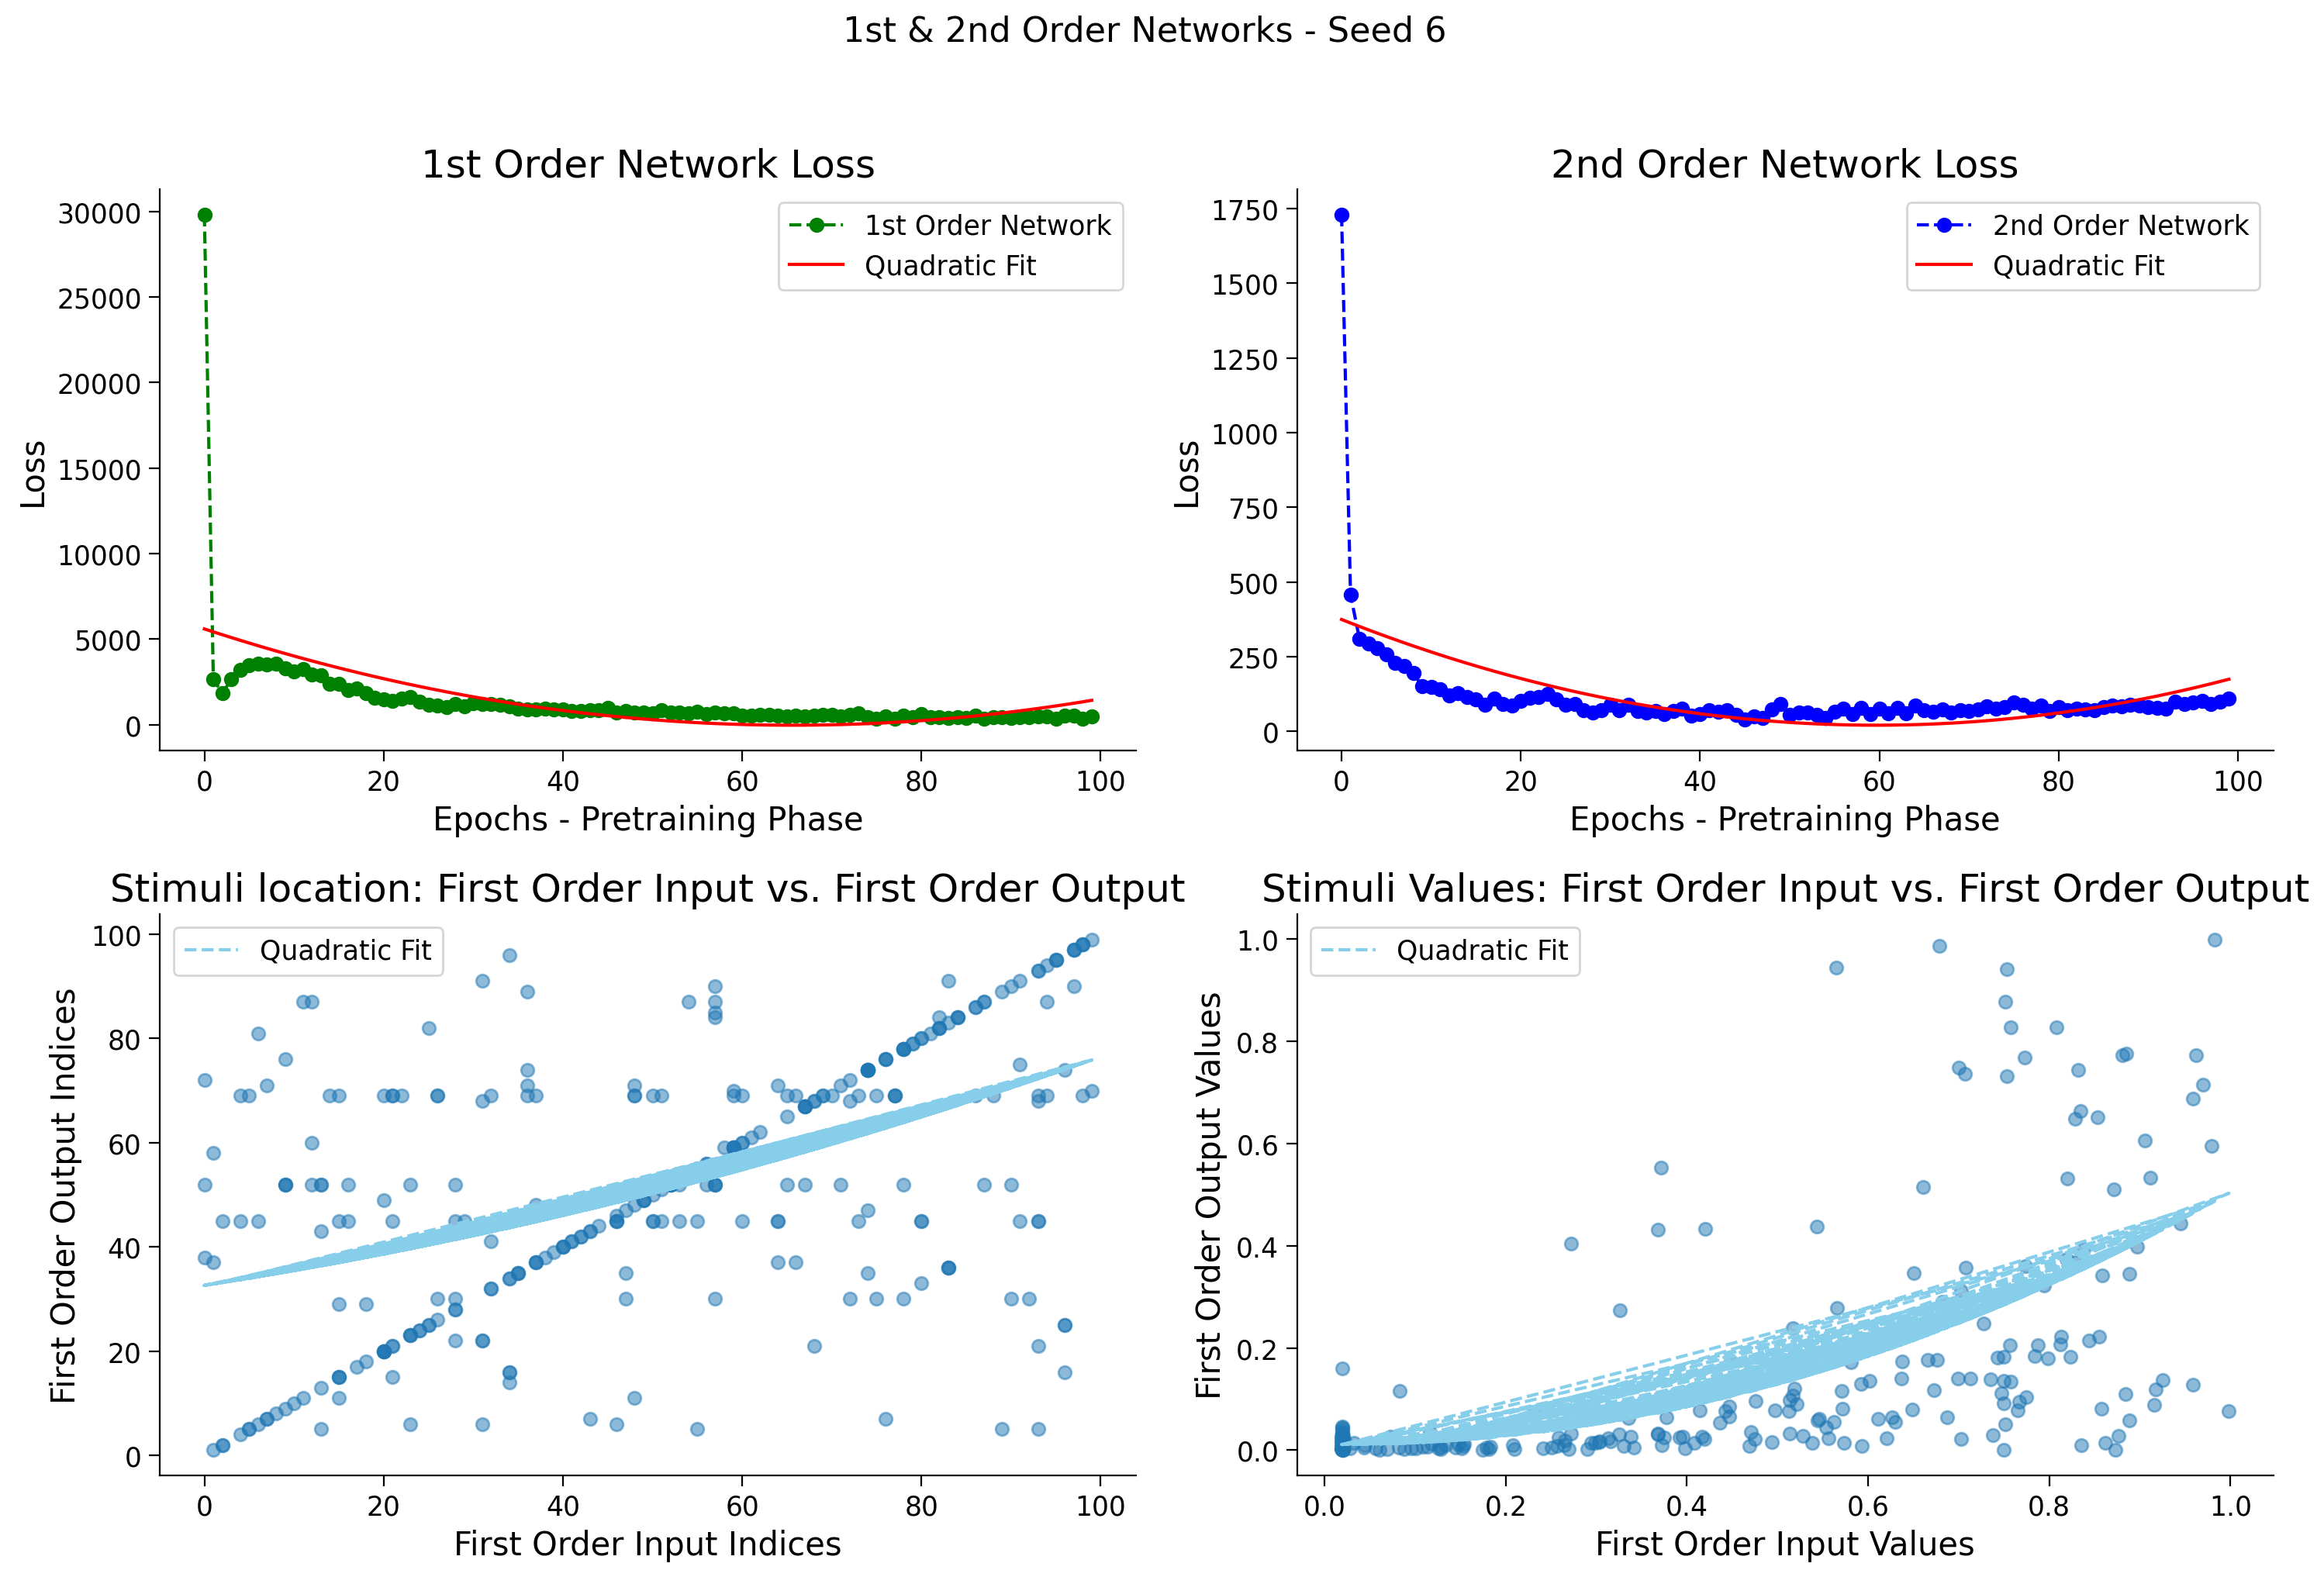 1st & 2nd Order Networks - Seed 6
1st Order Network Loss
30000
25000
20000
15000
10000
5000
0
Loss
1st Order Network
Quadratic Fit
0 20 40 60 80 100
Epochs - Pretraining Phase
2nd Order Network Loss
1750
1500
1250
1000
750
500
250
0
Loss
2nd Order Network
Quadratic Fit
0 20 40 60 80 100
Epochs - Pretraining Phase
Stimuli location: First Order Input vs. First Order Output
100
80
60
40
20
0
First Order Output Indices
Quadratic Fit
0 20 40 60 80 100
First Order Input Indices
Stimuli Values: First Order Input vs. First Order Output
1.0
0.8
0.6
0.4
0.2
0.0
First Order Output Values
Quadratic Fit
0.0 0.2 0.4 0.6 0.8 1.0
First Order Input Values